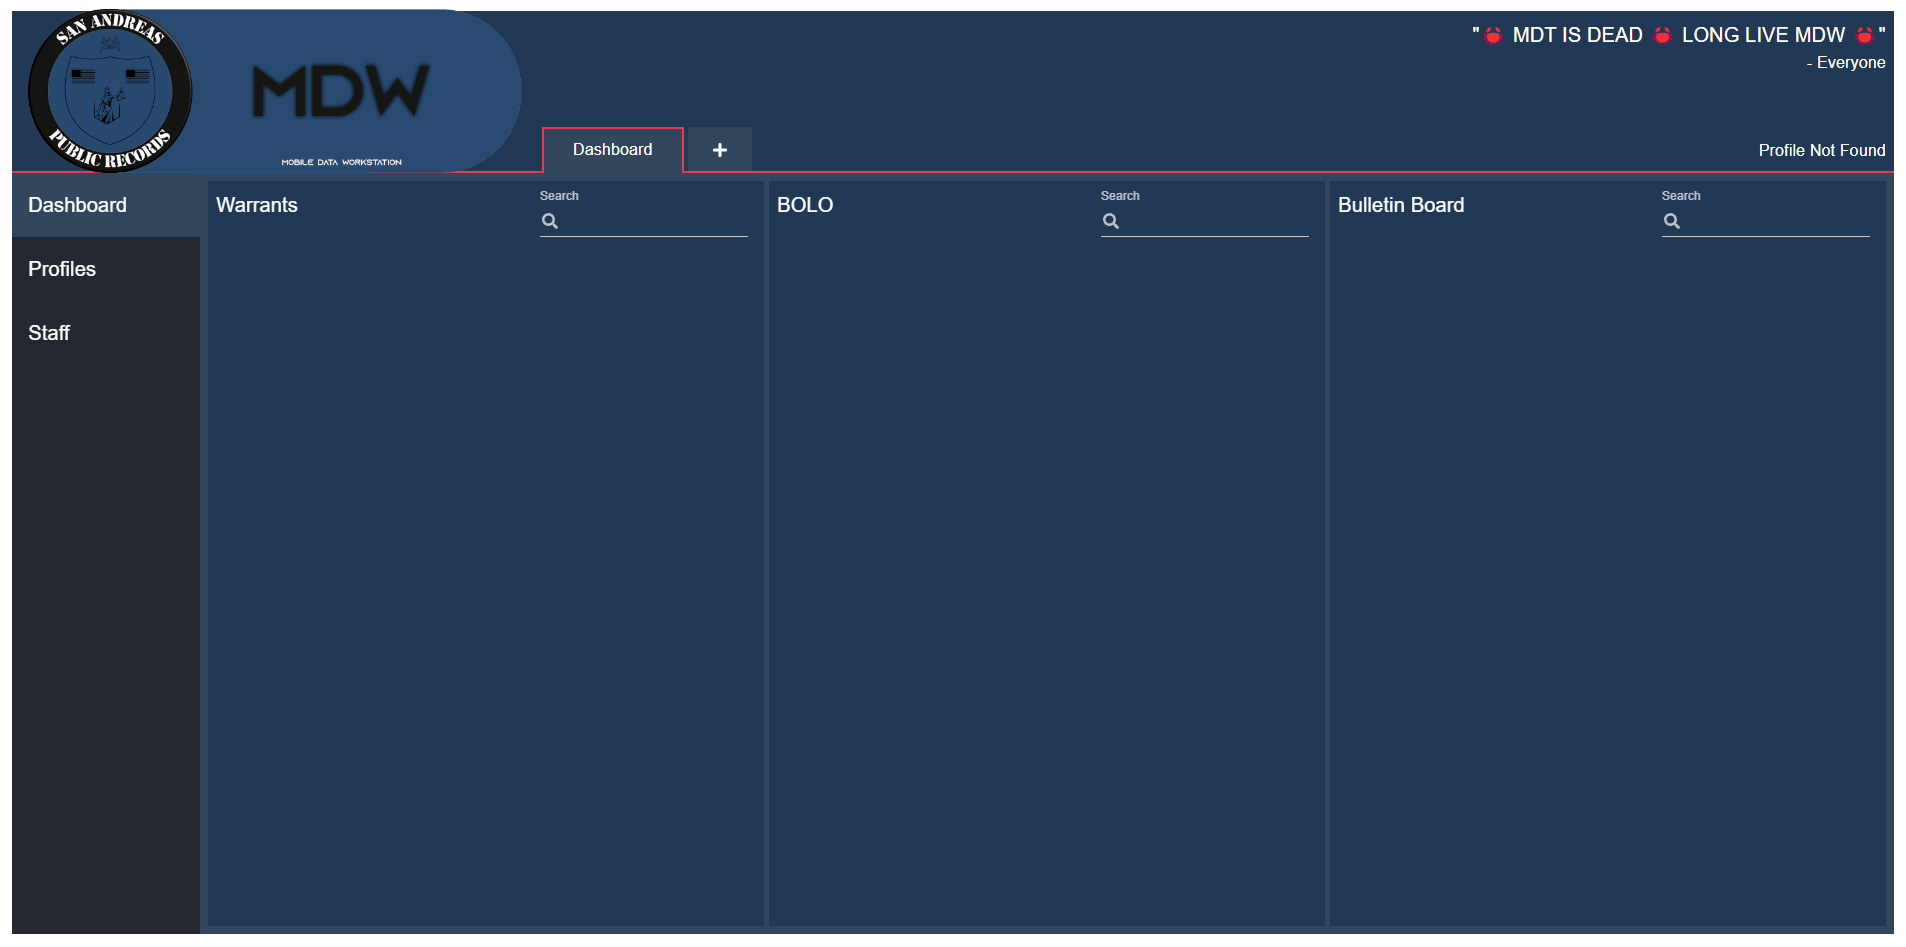 SAN ANDREAS
PUBLIC RECORDS
MDW
MOBILE DATA WORKSTATION
"🦀 MDT IS DEAD 🦀 LONG LIVE MDW 🦀"
- Everyone
Dashboard
+
Profile Not Found
Dashboard
Profiles
Staff
Warrants
Search
BOLO
Search
Bulletin Board
Search